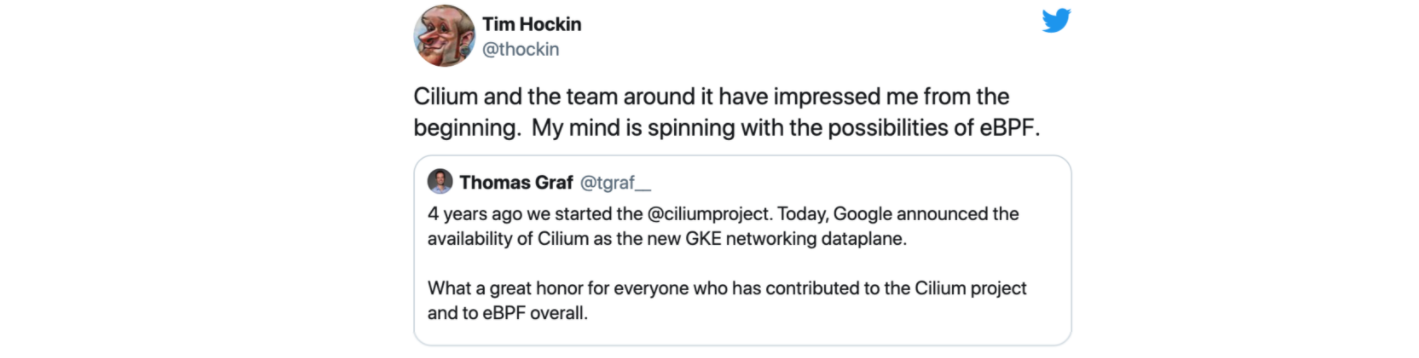 Tim Hockin
@thockin
Cilium and the team around it have impressed me from the
beginning.  My mind is spinning with the possibilities of eBPF.
Thomas Graf @tgraf__
4 years ago we started the @ciliumproject. Today, Google announced the
availability of Cilium as the new GKE networking dataplane.
What a great honor for everyone who has contributed to the Cilium project
and to eBPF overall.